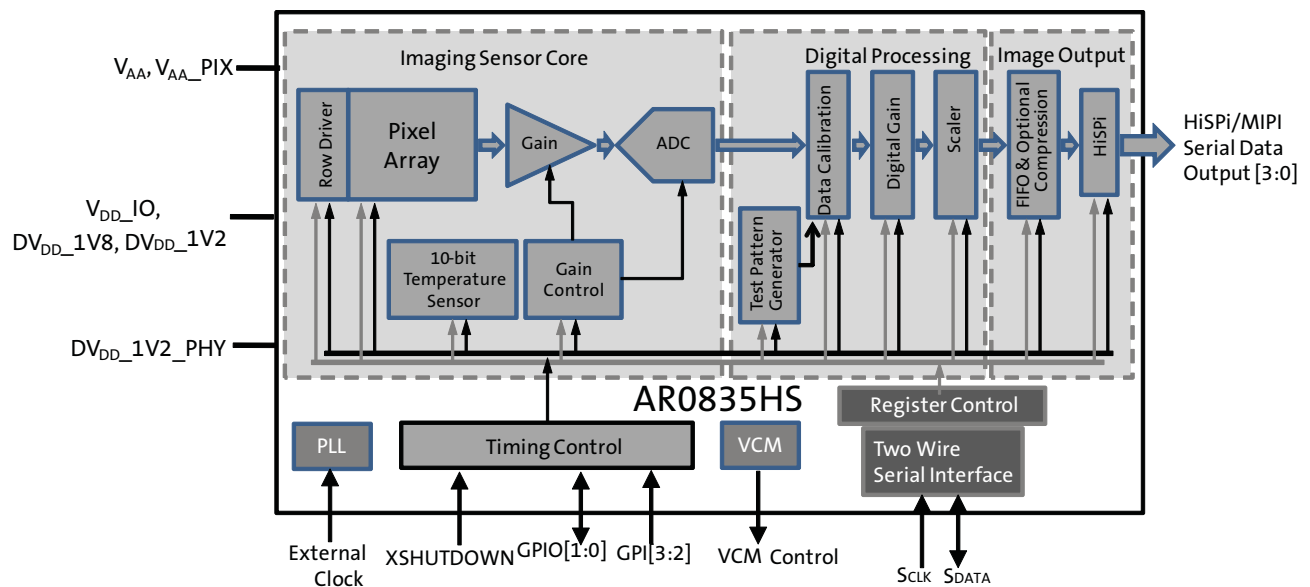 Imaging Sensor Core
Digital Processing
Image Output
VAA, VAA_PIX
Row Driver
Pixel
Array
Gain
ADC
Data Calibration
Digital Gain
Scaler
FIFO & Optional
Compression
HiSPi
HiSPi/MIPI
Serial Data
Output [3:0]
VDD_IO,
DVDD_1V8, DVDD_1V2
10-bit
Temperature
Sensor
Gain
Control
Test Pattern
Generator
DVDD_1V2_PHY
AR0835HS
Register Control
PLL
Timing Control
VCM
Two Wire
Serial Interface
External
Clock
XSHUTDOWN
GPIO[1:0]
GPI[3:2]
VCM Control
SCLK
SDATA